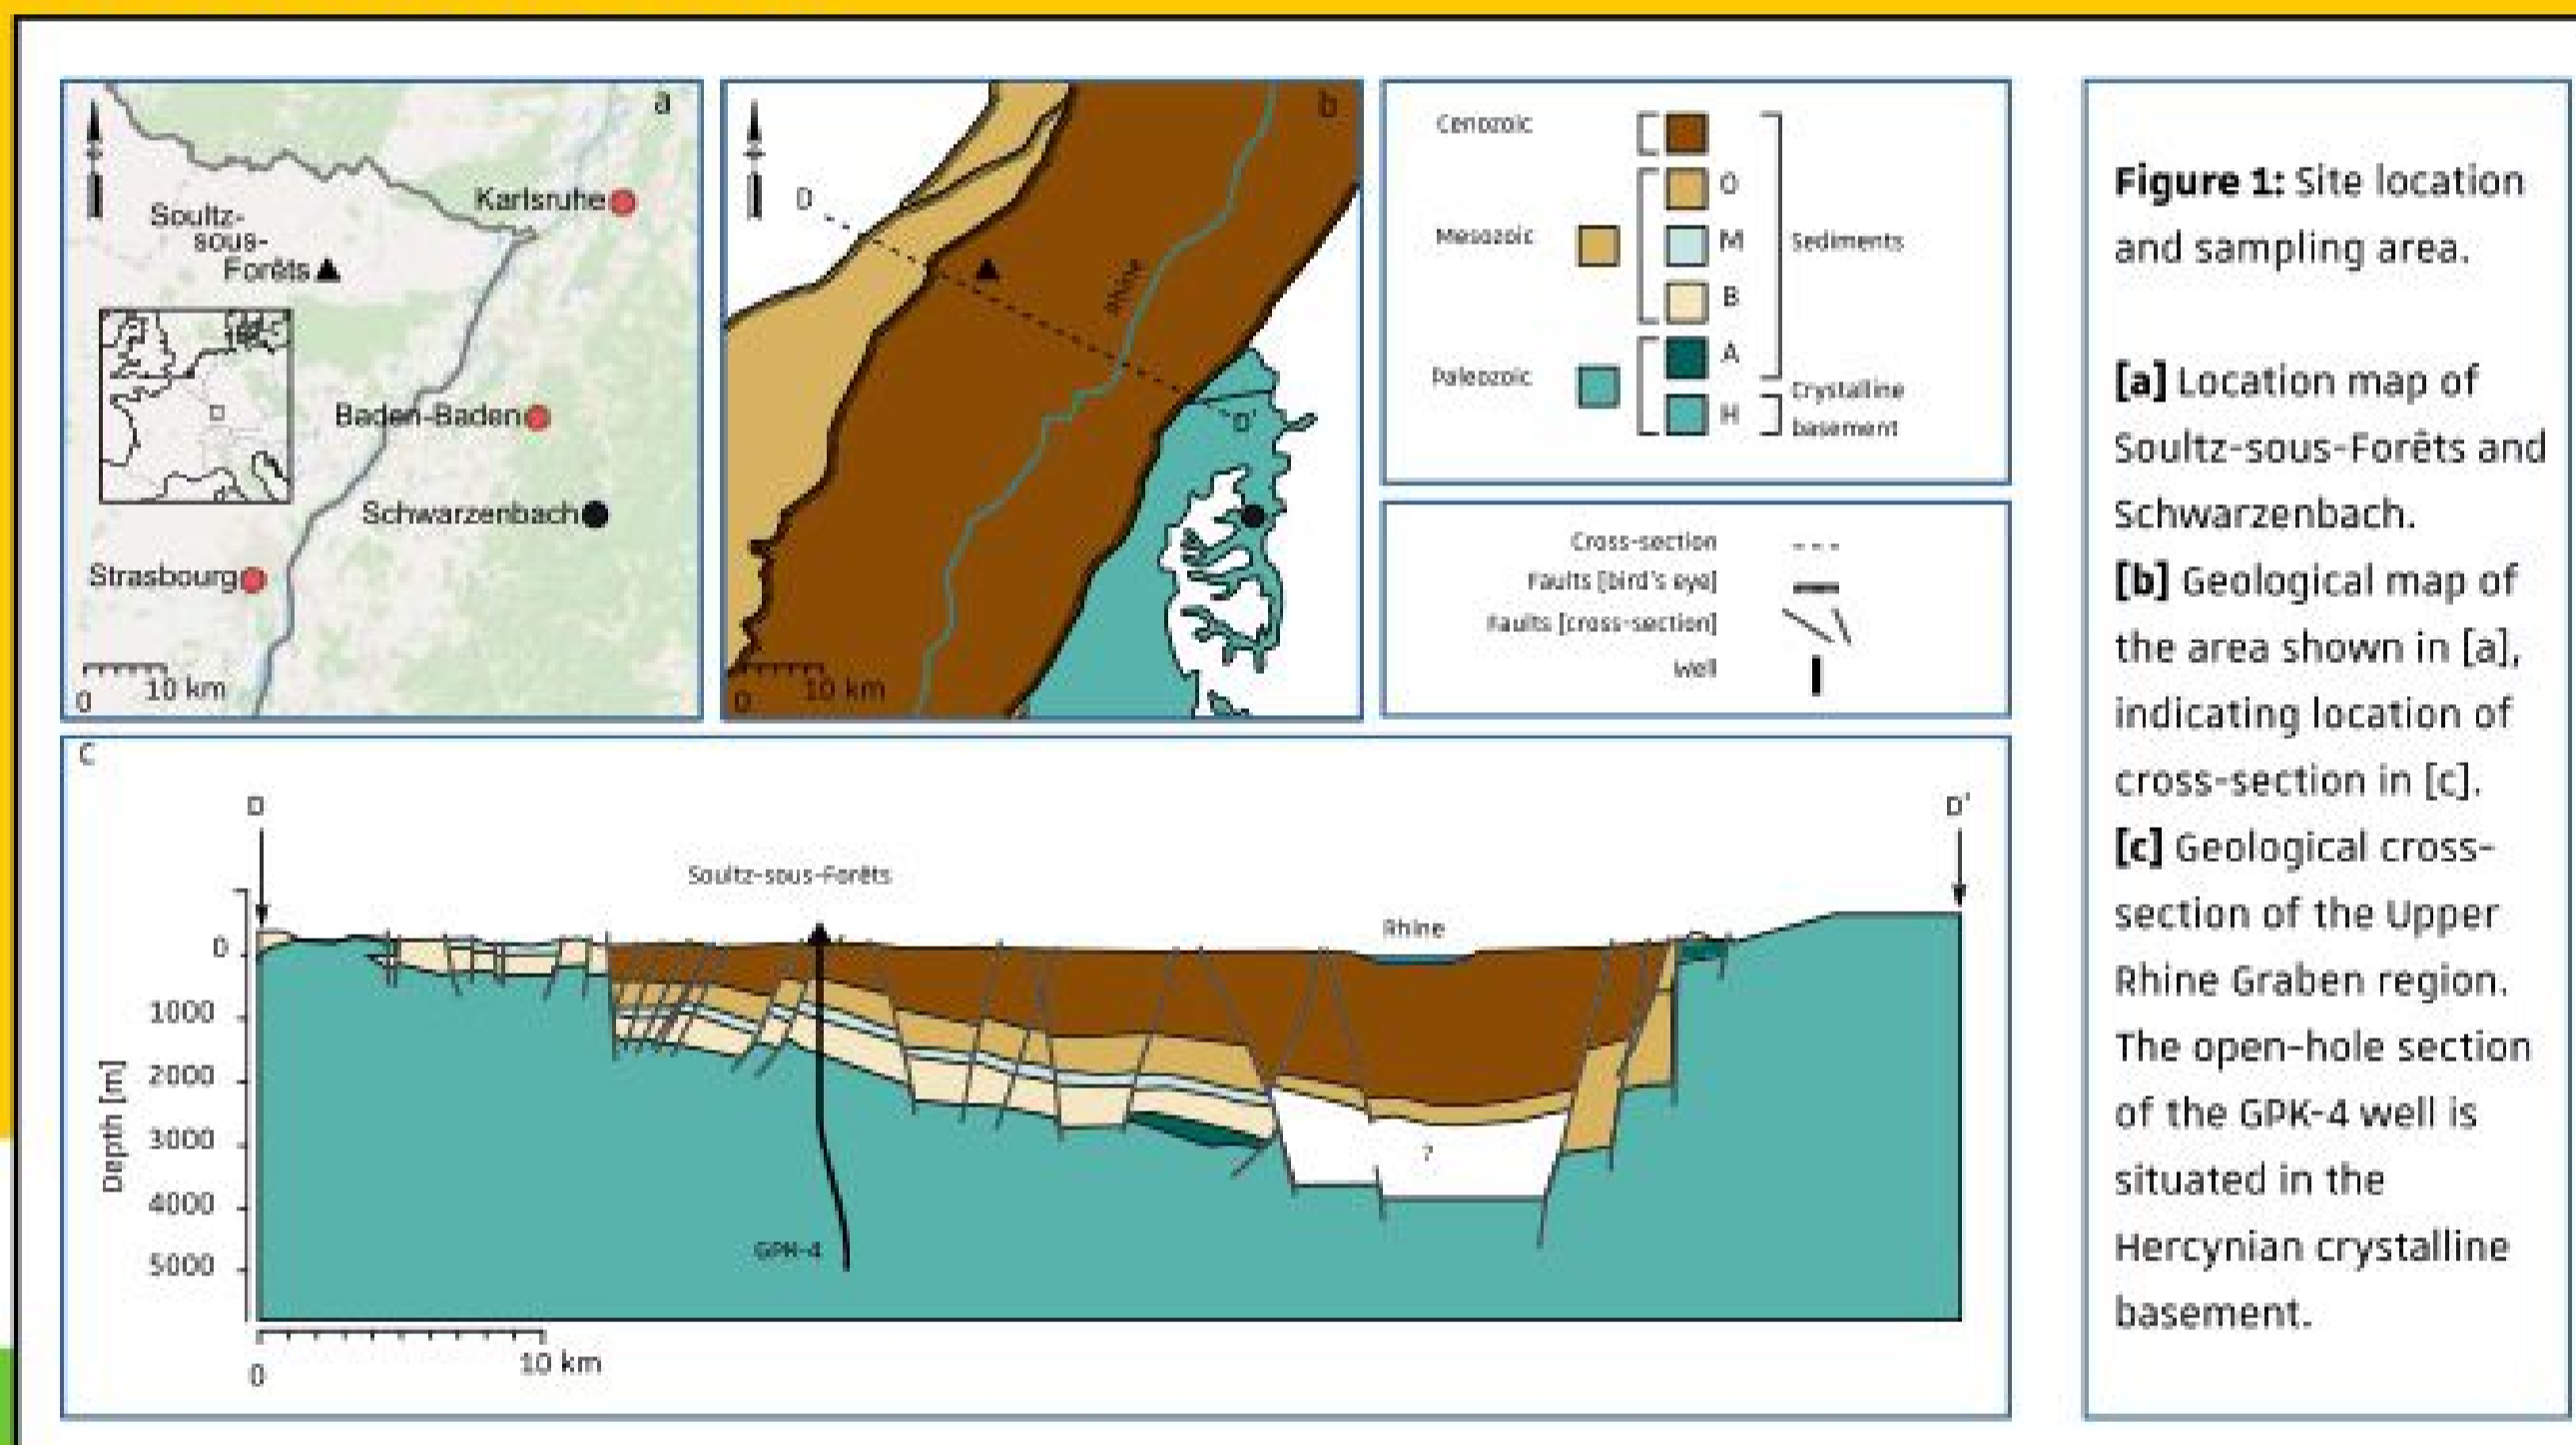 a
Karlsruhe
Soultz-
sous-
Forêts
Baden-Baden
Schwarzenbach
Strasbourg
0
10 km
b
D
Rhine
D'
0
10 km
Cenozoic
O
Mesozoic
M
Sediments
B
A
Paleozoic
Crystalline
H
basement
Cross-section
Faults [bird's eye]
Faults [cross-section]
Well
C
D
D'
Soultz-sous-Forêts
Rhine
0
1000
2000
3000
4000
5000
Depth [m]
?
GPK-4
0
10 km
Figure 1: Site location
and sampling area.
[a] Location map of
Soultz-sous-Forêts and
Schwarzenbach.
[b] Geological map of
the area shown in [a],
indicating location of
cross-section in [c].
[c] Geological cross-
section of the Upper
Rhine Graben region.
The open-hole section
of the GPK-4 well is
situated in the
Hercynian crystalline
basement.